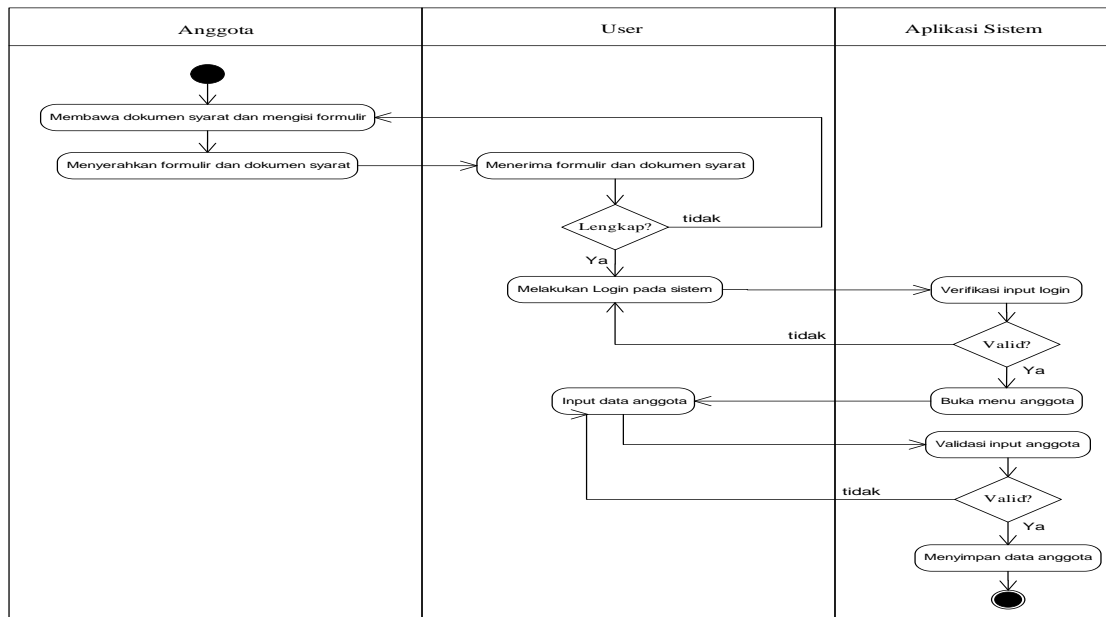 Anggota
User
Aplikasi Sistem
Membawa dokumen syarat dan mengisi formulir
Menyerahkan formulir dan dokumen syarat
Menerima formulir dan dokumen syarat
Lengkap?
tidak
Ya
Melakukan Login pada sistem
Verifikasi input login
Valid?
tidak
Ya
Buka menu anggota
Input data anggota
Validasi input anggota
Valid?
tidak
Ya
Menyimpan data anggota